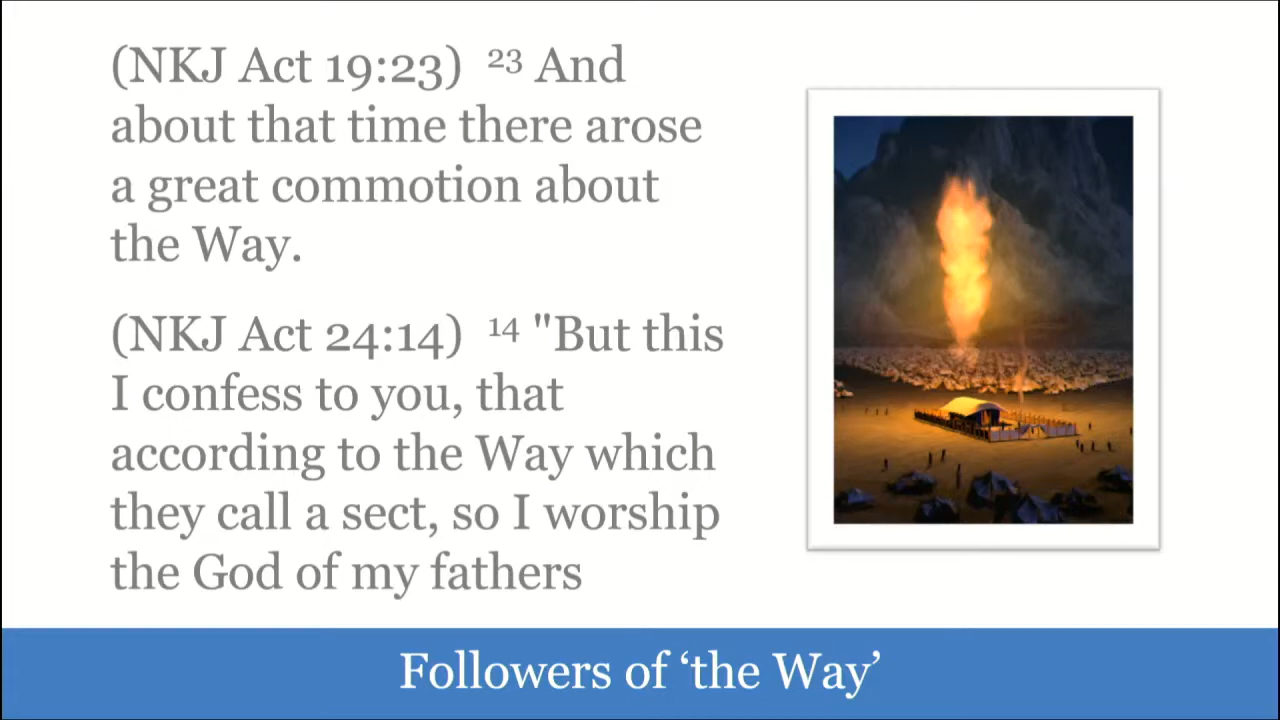 (NKJ Act 19:23)  ²³ And
about that time there arose
a great commotion about
the Way.
(NKJ Act 24:14)  ¹⁴ "But this
I confess to you, that
according to the Way which
they call a sect, so I worship
the God of my fathers
Followers of ‘the Way’